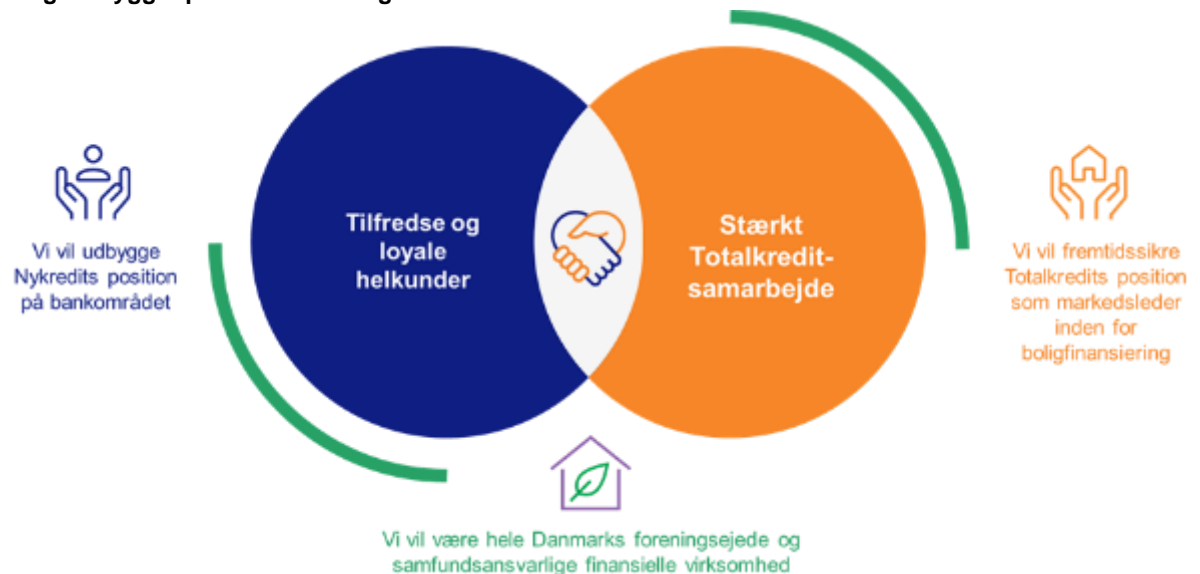 Tilfredse og
loyale
helkunder
Stærkt
Totalkredit-
samarbejde
Vi vil udbygge
Nykredits position
på bankområdet
Vi vil fremtidssikre
Totalkredits position
som markedsleder
inden for
boligfinansiering
Vi vil være hele Danmarks foreningsejede og
samfundsansvarlige finansielle virksomhed